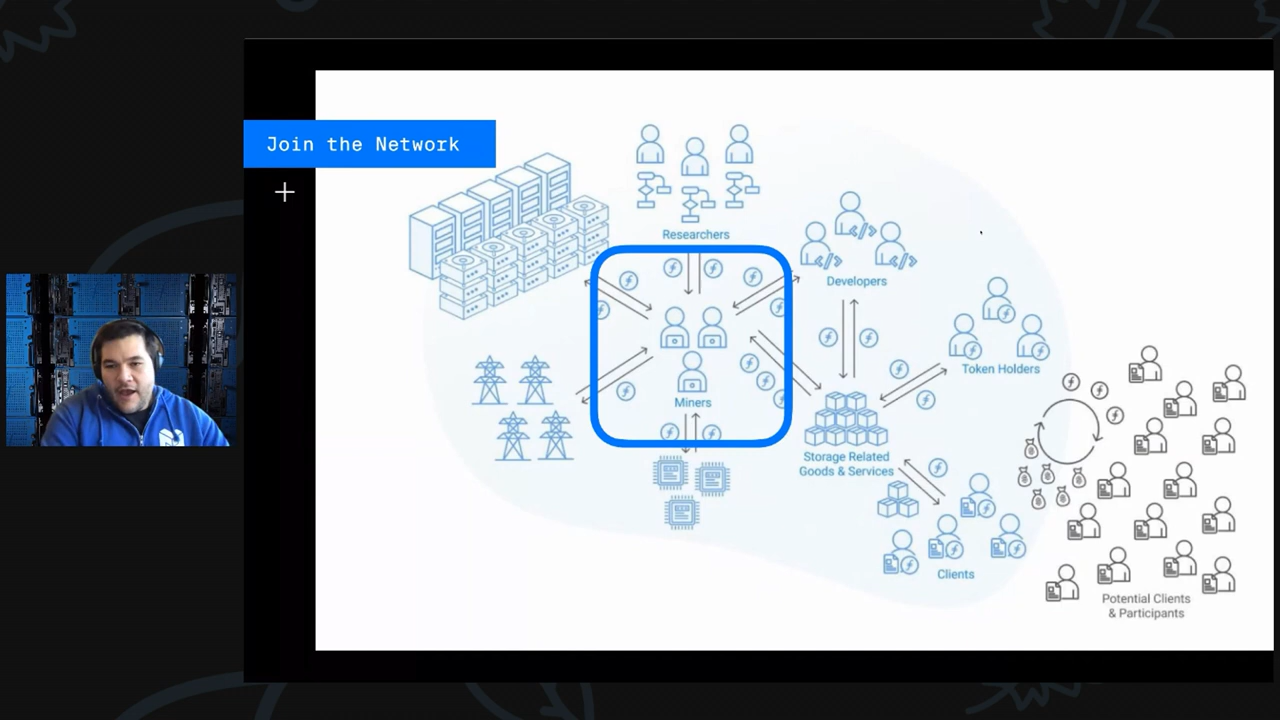 Join the Network
Researchers
Developers
Token Holders
Miners
Storage Related
Goods & Services
Clients
Potential Clients
& Participants